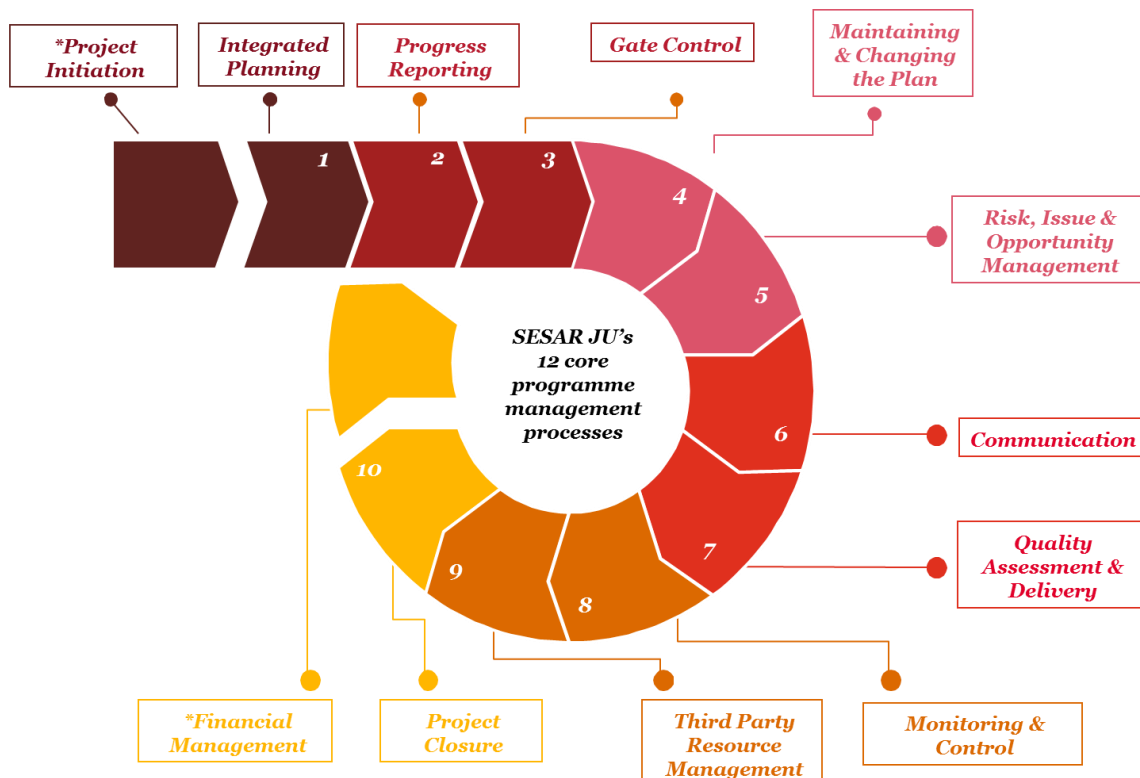 *Project
Initiation
Integrated
Planning
Progress
Reporting
Gate Control
Maintaining
& Changing
the Plan
1
2
3
4
Risk, Issue &
Opportunity
Management
5
SESAR JU’s
12 core
programme
management
processes
6
Communication
10
7
Quality
Assessment &
Delivery
9
8
*Financial
Management
Project
Closure
Third Party
Resource
Management
Monitoring &
Control